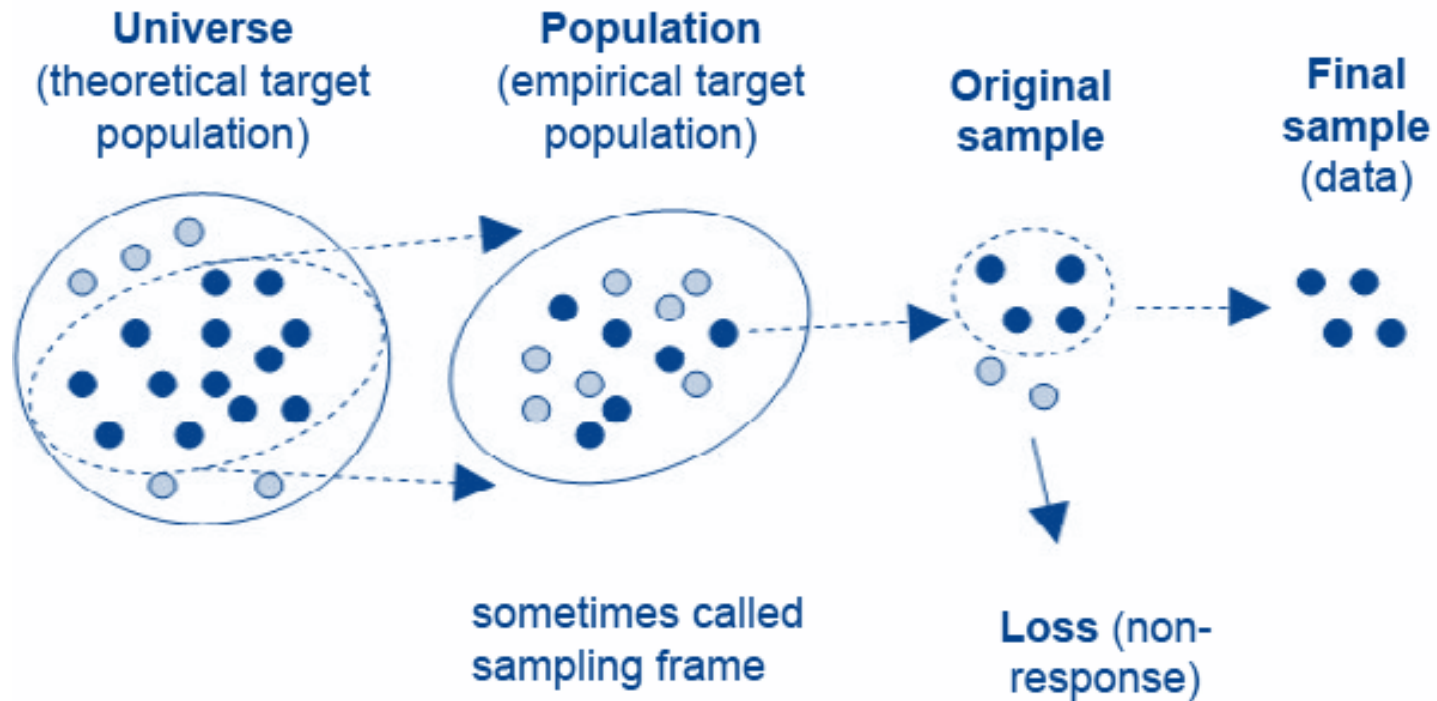 Universe
(theoretical target
population)
Population
(empirical target
population)
Original
sample
Final
sample
(data)
sometimes called
sampling frame
Loss (non-
response)